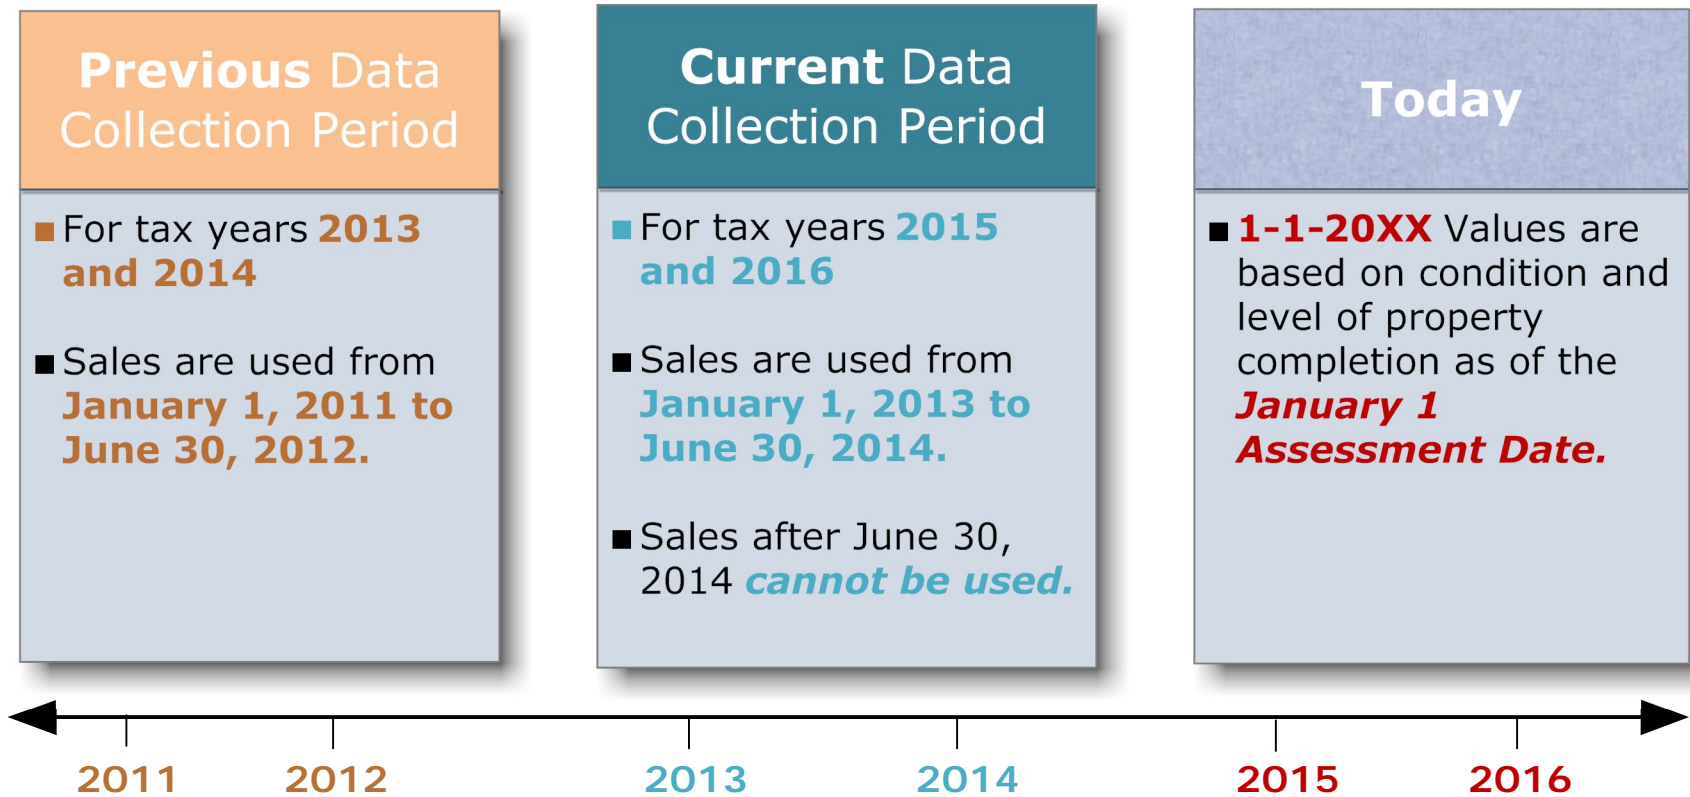 Previous Data
Collection Period
■ For tax years 2013
and 2014
■ Sales are used from
January 1, 2011 to
June 30, 2012.
Current Data
Collection Period
■ For tax years 2015
and 2016
■ Sales are used from
January 1, 2013 to
June 30, 2014.
■ Sales after June 30,
2014 cannot be used.
Today
■ 1-1-20XX Values are
based on condition and
level of property
completion as of the
January 1
Assessment Date.
2011 2012 2013 2014 2015 2016